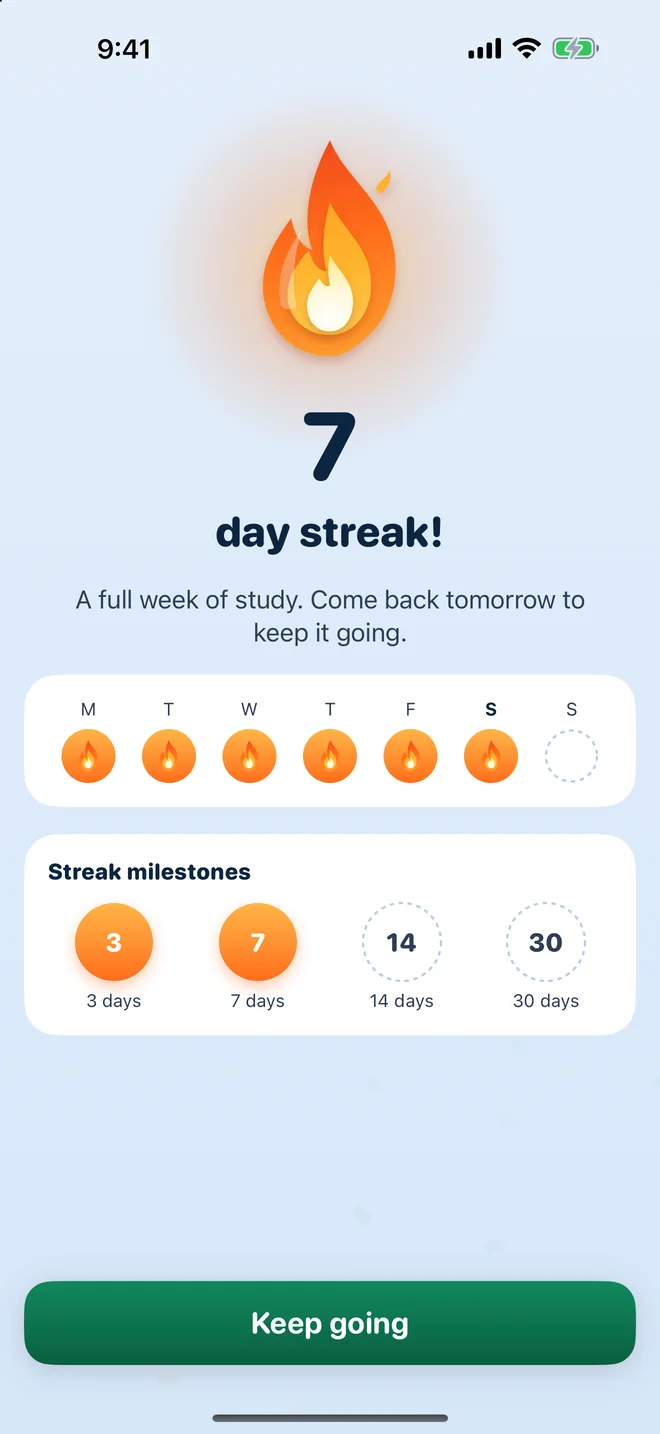 9:41
7
day streak!
A full week of study. Come back tomorrow to
keep it going.
M T W T F S S
Streak milestones
3 7 14 30
3 days 7 days 14 days 30 days
Keep going